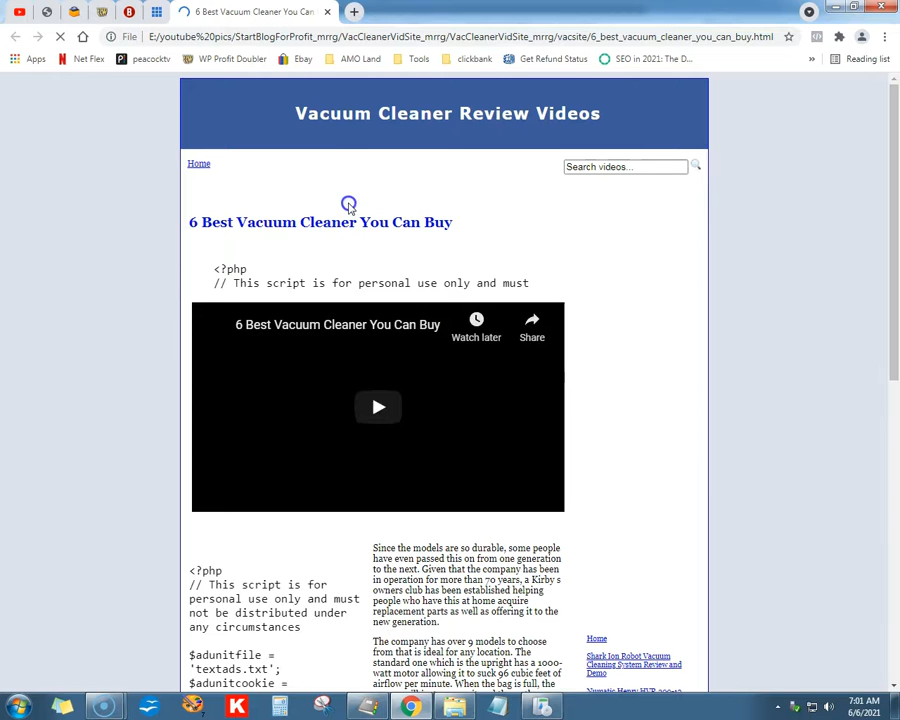 6 Best Vacuum Cleaner You Can
File
E:/youtube%20pics/StartBlogForProfit_mrrg/VacCleanerVidSite_mrrg/VacCleanerVidSite_mrrg/vacsite/6_best_vacuum_cleaner_you_can_buy.html
Apps
Net Flex
peacocktv
WP Profit Doubler
Ebay
AMO Land
Tools
clickbank
Get Refund Status
SEO in 2021: The D...
»
Reading list
Vacuum Cleaner Review Videos
Home
Search videos...
6 Best Vacuum Cleaner You Can Buy
<?php
// This script is for personal use only and must
6 Best Vacuum Cleaner You Can Buy
Watch later
Share
<?php
// This script is for
personal use only and must
not be distributed under
any circumstances
$adunitfile =
'textads.txt';
$adunitcookie =
Since the models are so durable, some people
have even passed this on from one generation
to the next. Given that the company has been
in operation for more than 70 years, a Kirby s
owners club has been established helping
people who have this at home acquire
replacement parts as well as offering it to the
new generation.
The company has over 9 models to choose
from that is ideal for any location. The
standard one which is the upright has a 1000-
watt motor allowing it to suck 96 cubic feet of
airflow per minute. When the bag is full, the
Home
Shark Ion Robot Vacuum
Cleaning System Review and
Demo
Numatic Henry HVR 200-12
7:01 AM
6/6/2021